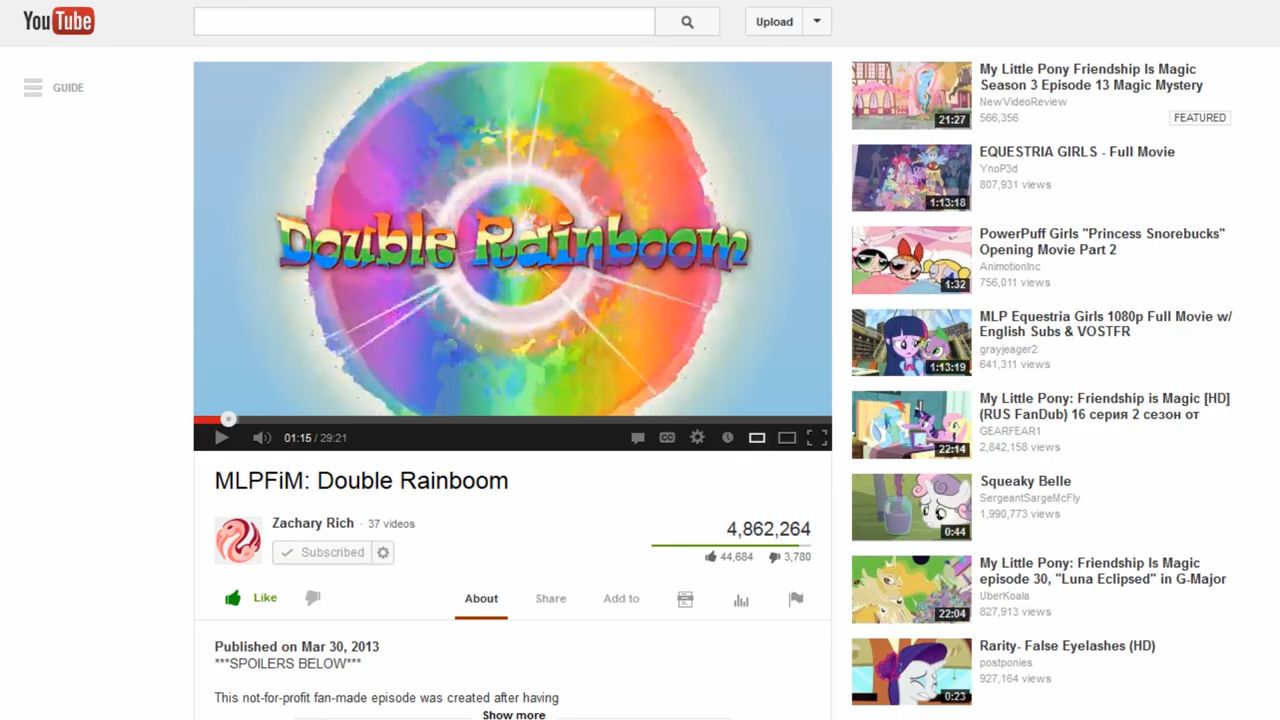 YouTube
Upload
GUIDE
Double Rainboom
01:15 / 29:21
CC
MLPFiM: Double Rainboom
Zachary Rich · 37 videos
Subscribed
4,862,264
44,684 3,780
Like
About Share Add to
Published on Mar 30, 2013
***SPOILERS BELOW***
This not-for-profit fan-made episode was created after having
Show more
21:27
My Little Pony Friendship Is Magic
Season 3 Episode 13 Magic Mystery
NewVideoReview
566,356
FEATURED
1:13:18
EQUESTRIA GIRLS - Full Movie
YnoP3d
807,931 views
1:32
PowerPuff Girls "Princess Snorebucks"
Opening Movie Part 2
AnimotionInc
756,011 views
1:13:19
MLP Equestria Girls 1080p Full Movie w/
English Subs & VOSTFR
grayjeager2
641,311 views
22:14
My Little Pony: Friendship is Magic [HD]
(RUS FanDub) 16 серия 2 сезон от
GEARFEAR1
2,842,158 views
0:44
Squeaky Belle
SergeantSargeMcFly
1,990,773 views
22:04
My Little Pony: Friendship Is Magic
episode 30, "Luna Eclipsed" in G-Major
UberKoala
827,913 views
0:23
Rarity- False Eyelashes (HD)
postponies
927,164 views